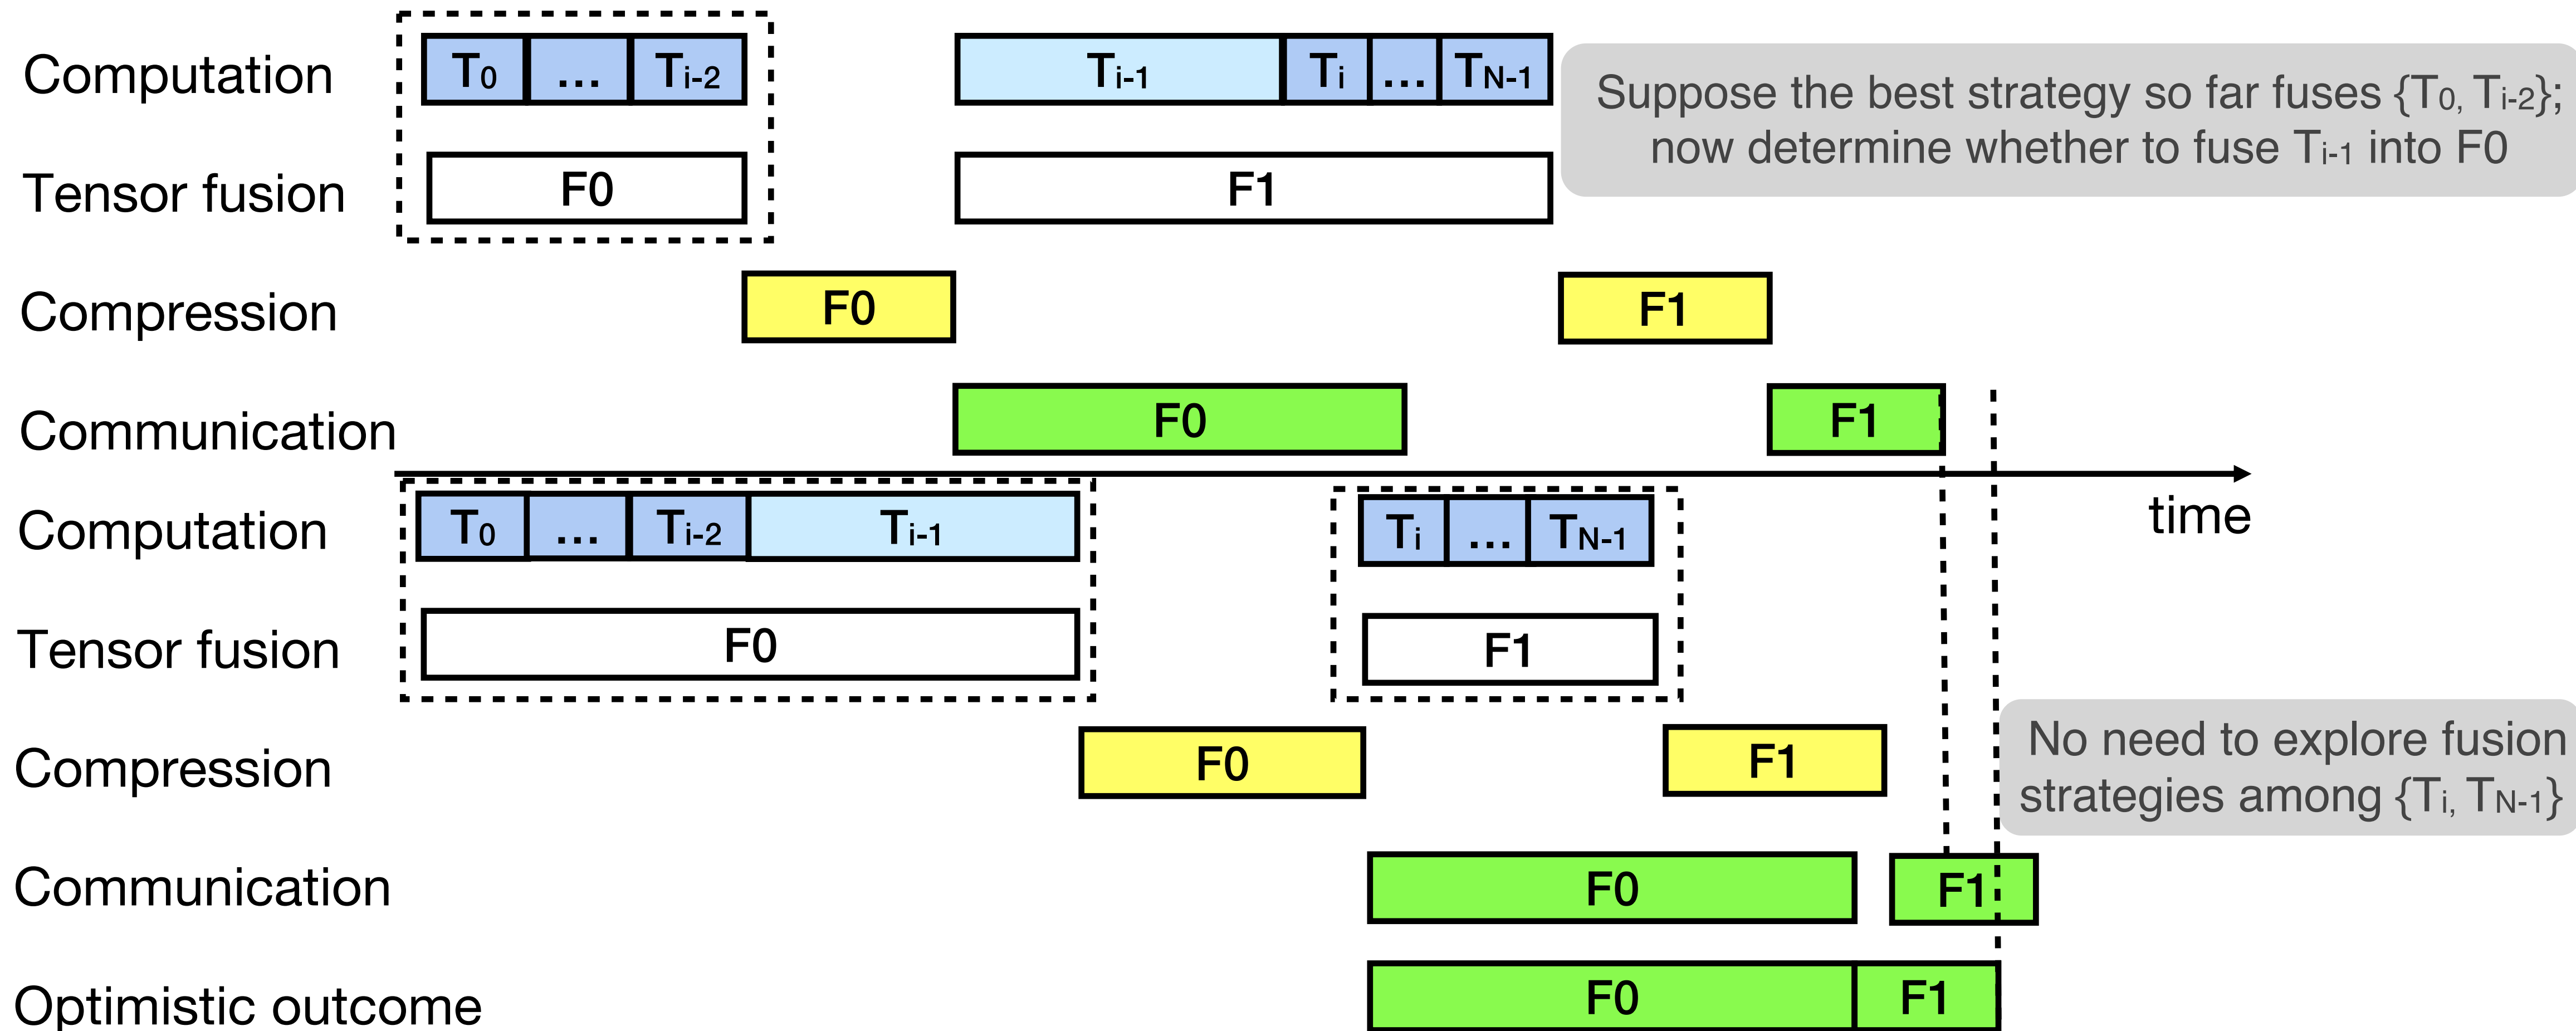 Computation T0 ... Ti-2 Ti-1 Ti ... TN-1
Suppose the best strategy so far fuses {T0, Ti-2};
now determine whether to fuse Ti-1 into F0
Tensor fusion F0 F1
Compression F0 F1
Communication F0 F1
time
Computation T0 ... Ti-2 Ti-1 Ti ... TN-1
Tensor fusion F0 F1
Compression F0 F1
No need to explore fusion
strategies among {Ti, TN-1}
Communication F0 F1
Optimistic outcome F0 F1